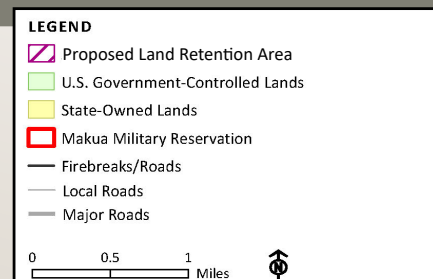 LEGEND
Proposed Land Retention Area
U.S. Government-Controlled Lands
State-Owned Lands
Makua Military Reservation
Firebreaks/Roads
Local Roads
Major Roads
0 0.5 1
Miles
N